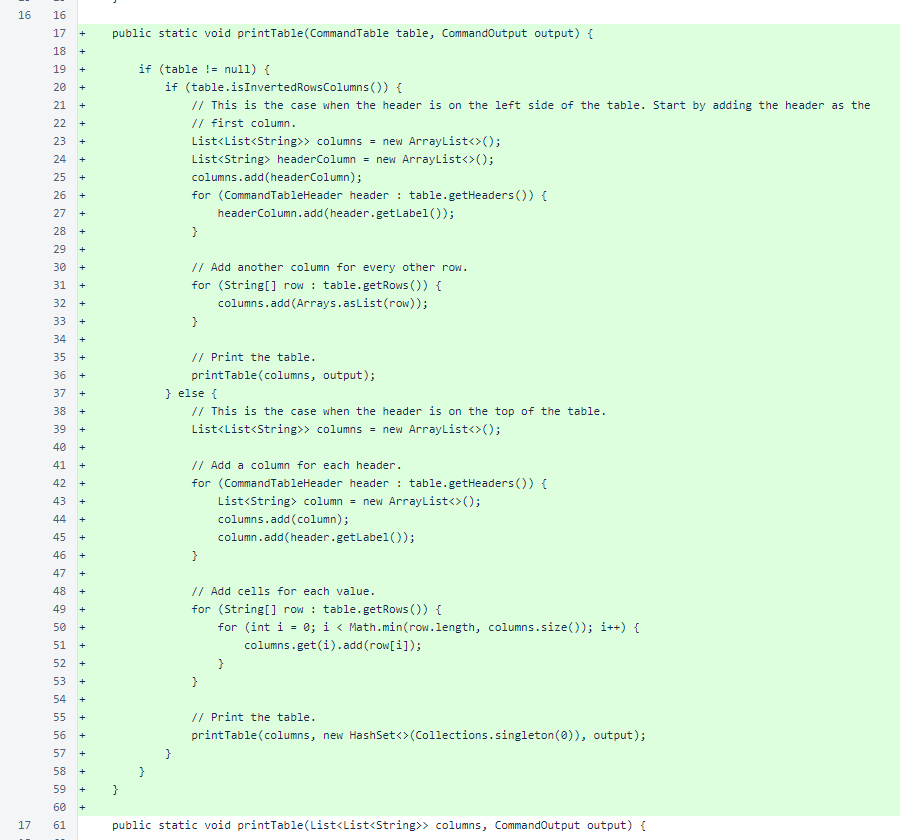 16 16
17 + public static void printTable(CommandTable table, CommandOutput output) {
18 +
19 + if (table != null) {
20 + if (table.isInvertedRowsColumns()) {
21 + // This is the case when the header is on the left side of the table. Start by adding the header as the
22 + // first column.
23 + List<List<String>> columns = new ArrayList<>();
24 + List<String> headerColumn = new ArrayList<>();
25 + columns.add(headerColumn);
26 + for (CommandTableHeader header : table.getHeaders()) {
27 + headerColumn.add(header.getLabel());
28 + }
29 +
30 + // Add another column for every other row.
31 + for (String[] row : table.getRows()) {
32 + columns.add(Arrays.asList(row));
33 + }
34 +
35 + // Print the table.
36 + printTable(columns, output);
37 + } else {
38 + // This is the case when the header is on the top of the table.
39 + List<List<String>> columns = new ArrayList<>();
40 +
41 + // Add a column for each header.
42 + for (CommandTableHeader header : table.getHeaders()) {
43 + List<String> column = new ArrayList<>();
44 + columns.add(column);
45 + column.add(header.getLabel());
46 + }
47 +
48 + // Add cells for each value.
49 + for (String[] row : table.getRows()) {
50 + for (int i = 0; i < Math.min(row.length, columns.size()); i++) {
51 + columns.get(i).add(row[i]);
52 + }
53 + }
54 +
55 + // Print the table.
56 + printTable(columns, new HashSet<>(Collections.singleton(0)), output);
57 + }
58 + }
59 + }
60 +
17 61 public static void printTable(List<List<String>> columns, CommandOutput output) {